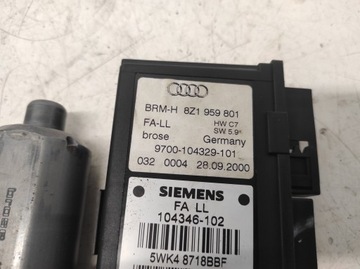 BRM-H 8Z1 959 801
FA-LL HW C7
SW 5.9*
brose Germany
9700-104329-101
032 0004 28.09.2000
SIEMENS
FA LL
104346-102
5WK4 8718BBF